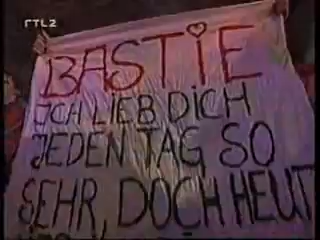 RTL2
BASTIE
ICH LIEB DICH
JEDEN TAG SO
SEHR, DOCH HEUT